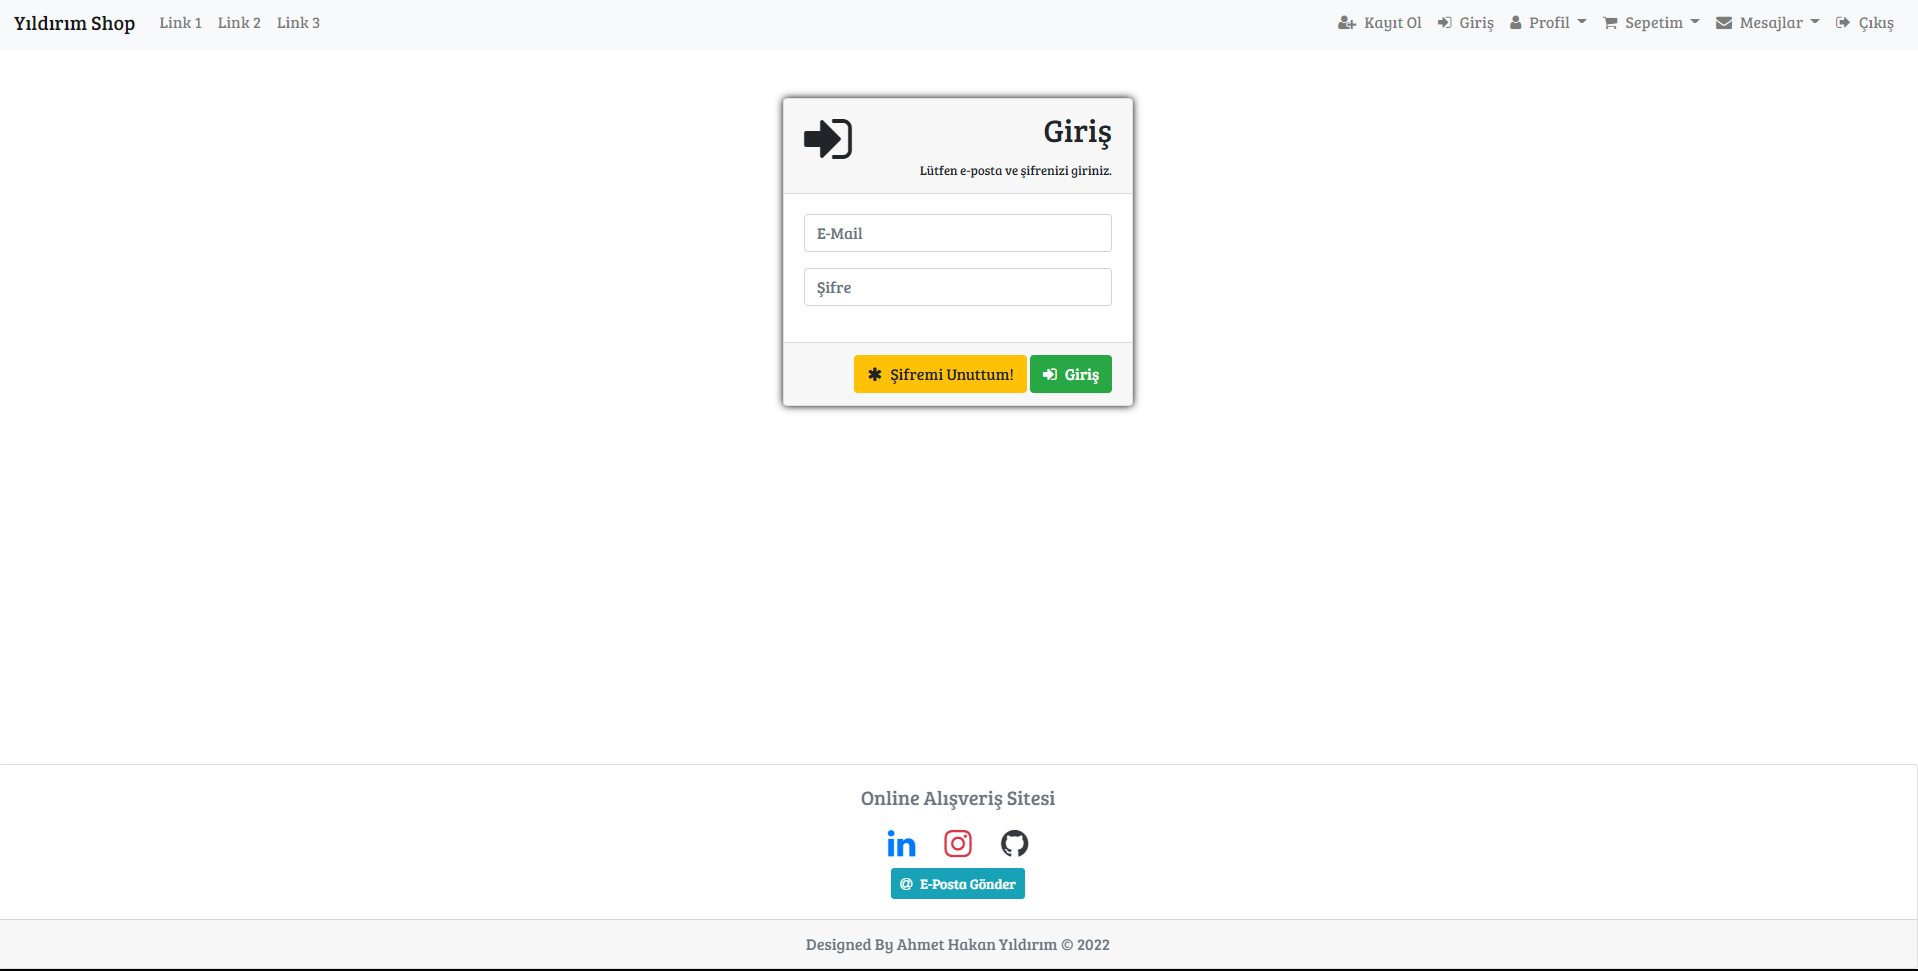 Yıldırım Shop Link 1 Link 2 Link 3 Kayıt Ol Giriş Profil Sepetim Mesajlar Çıkış
Giriş
Lütfen e-posta ve şifrenizi giriniz.
E-Mail
Şifre
Şifremi Unuttum! Giriş
Online Alışveriş Sitesi
E-Posta Gönder
Designed By Ahmet Hakan Yıldırım © 2022